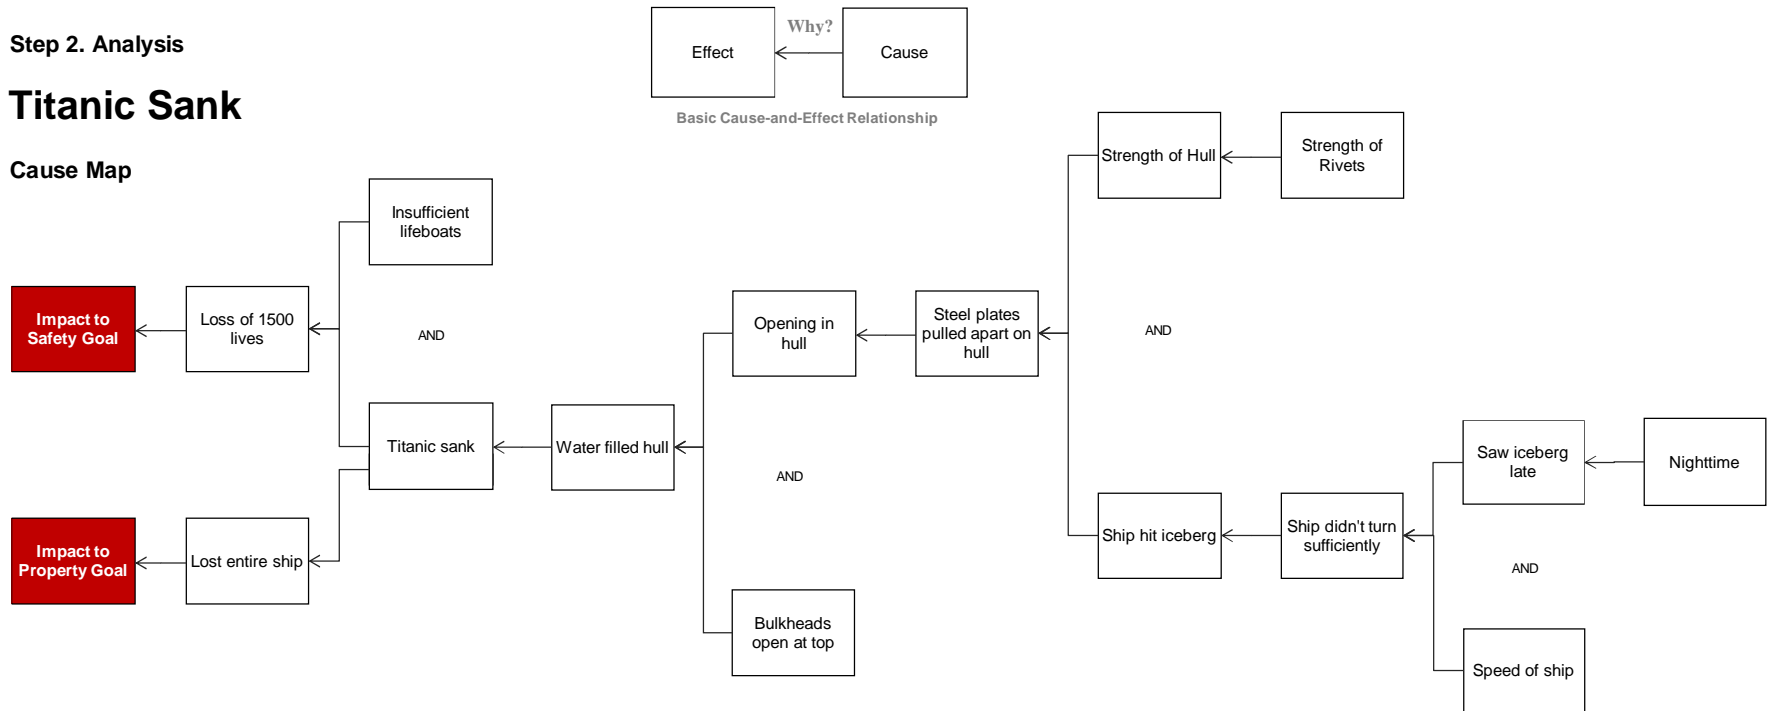 Step 2. Analysis
Titanic Sank
Cause Map
Effect
Why?
Cause
Basic Cause-and-Effect Relationship
Impact to
Safety Goal
Loss of 1500
lives
Insufficient
lifeboats
AND
Titanic sank
Impact to
Property Goal
Lost entire ship
Water filled hull
Opening in
hull
AND
Bulkheads
open at top
Steel plates
pulled apart on
hull
Strength of Hull
Strength of
Rivets
AND
Ship hit iceberg
Ship didn't turn
sufficiently
Saw iceberg
late
Nighttime
AND
Speed of ship